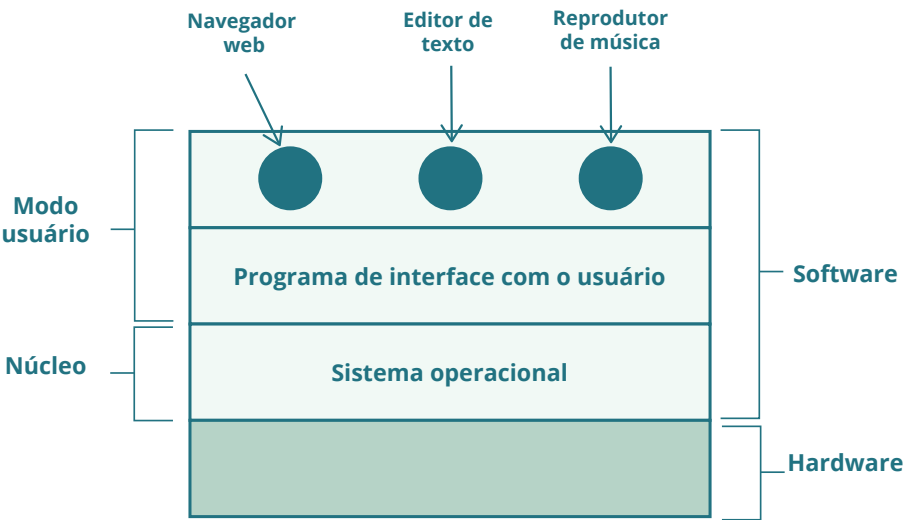 Navegador
web
Editor de
texto
Reprodutor
de música
Modo
usuário
Programa de interface com o usuário
Software
Núcleo
Sistema operacional
Hardware